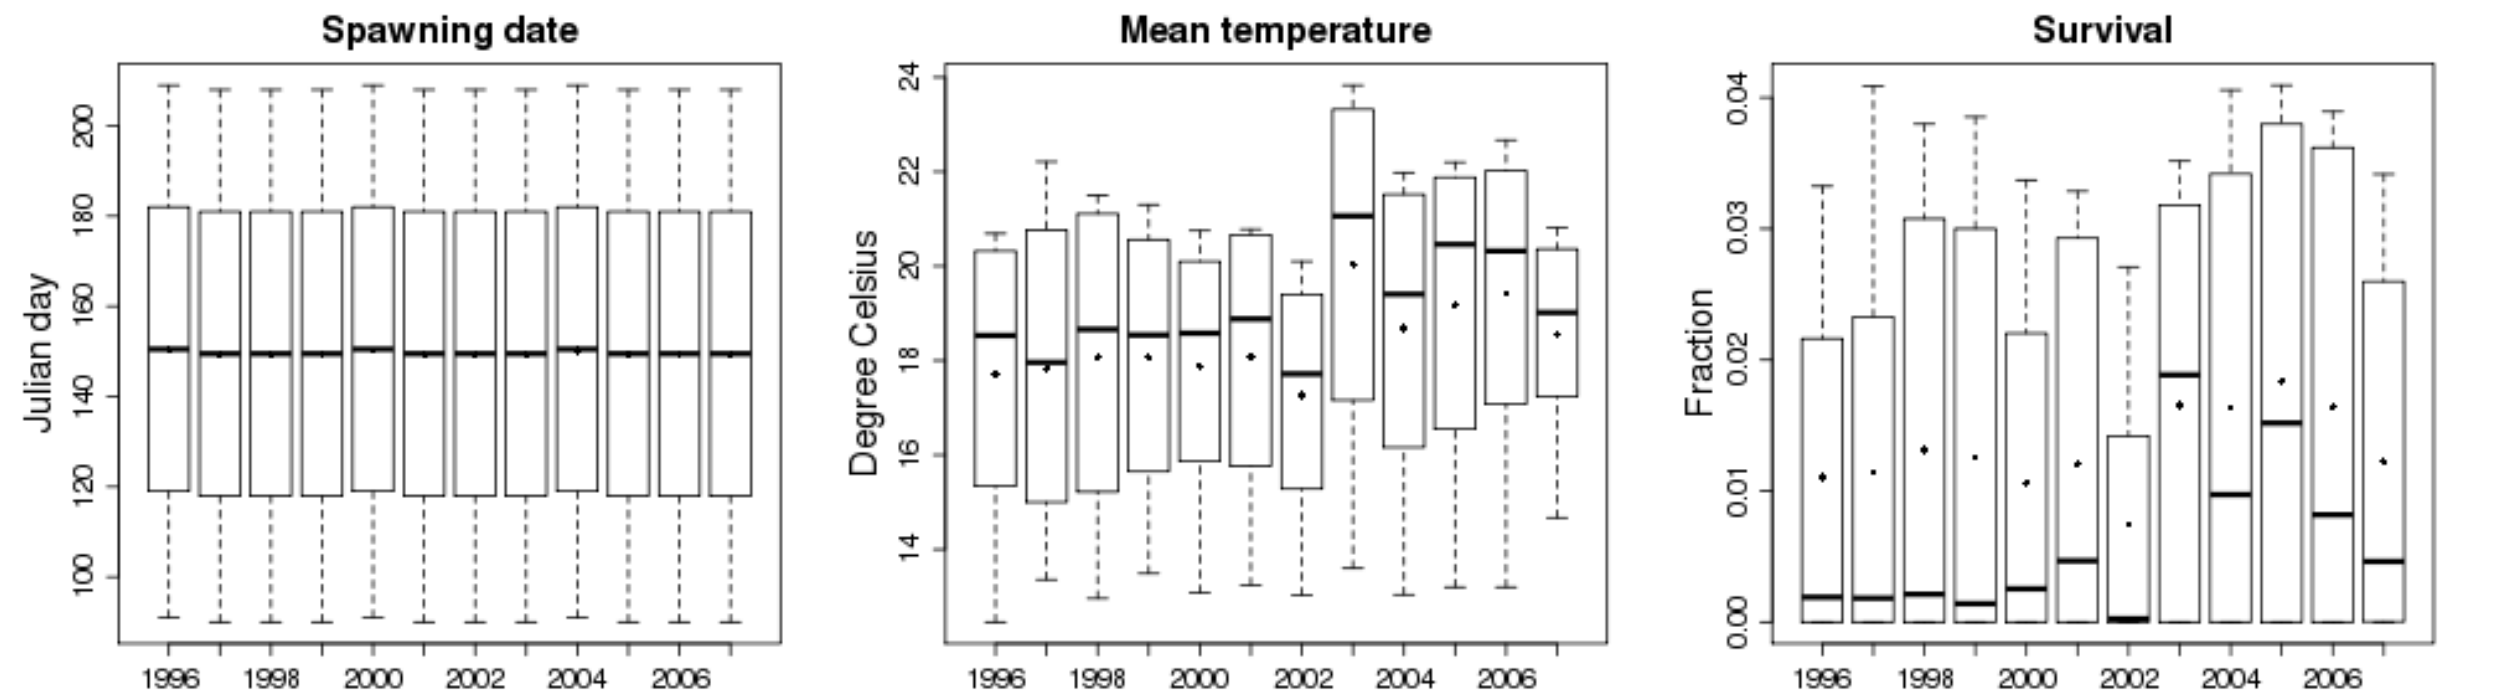 Spawning date
Julian day
200
180
160
140
120
100
1996 1998 2000 2002 2004 2006
Mean temperature
Degree Celsius
24
22
20
18
16
14
1996 1998 2000 2002 2004 2006
Survival
Fraction
0.04
0.03
0.02
0.01
0.00
1996 1998 2000 2002 2004 2006